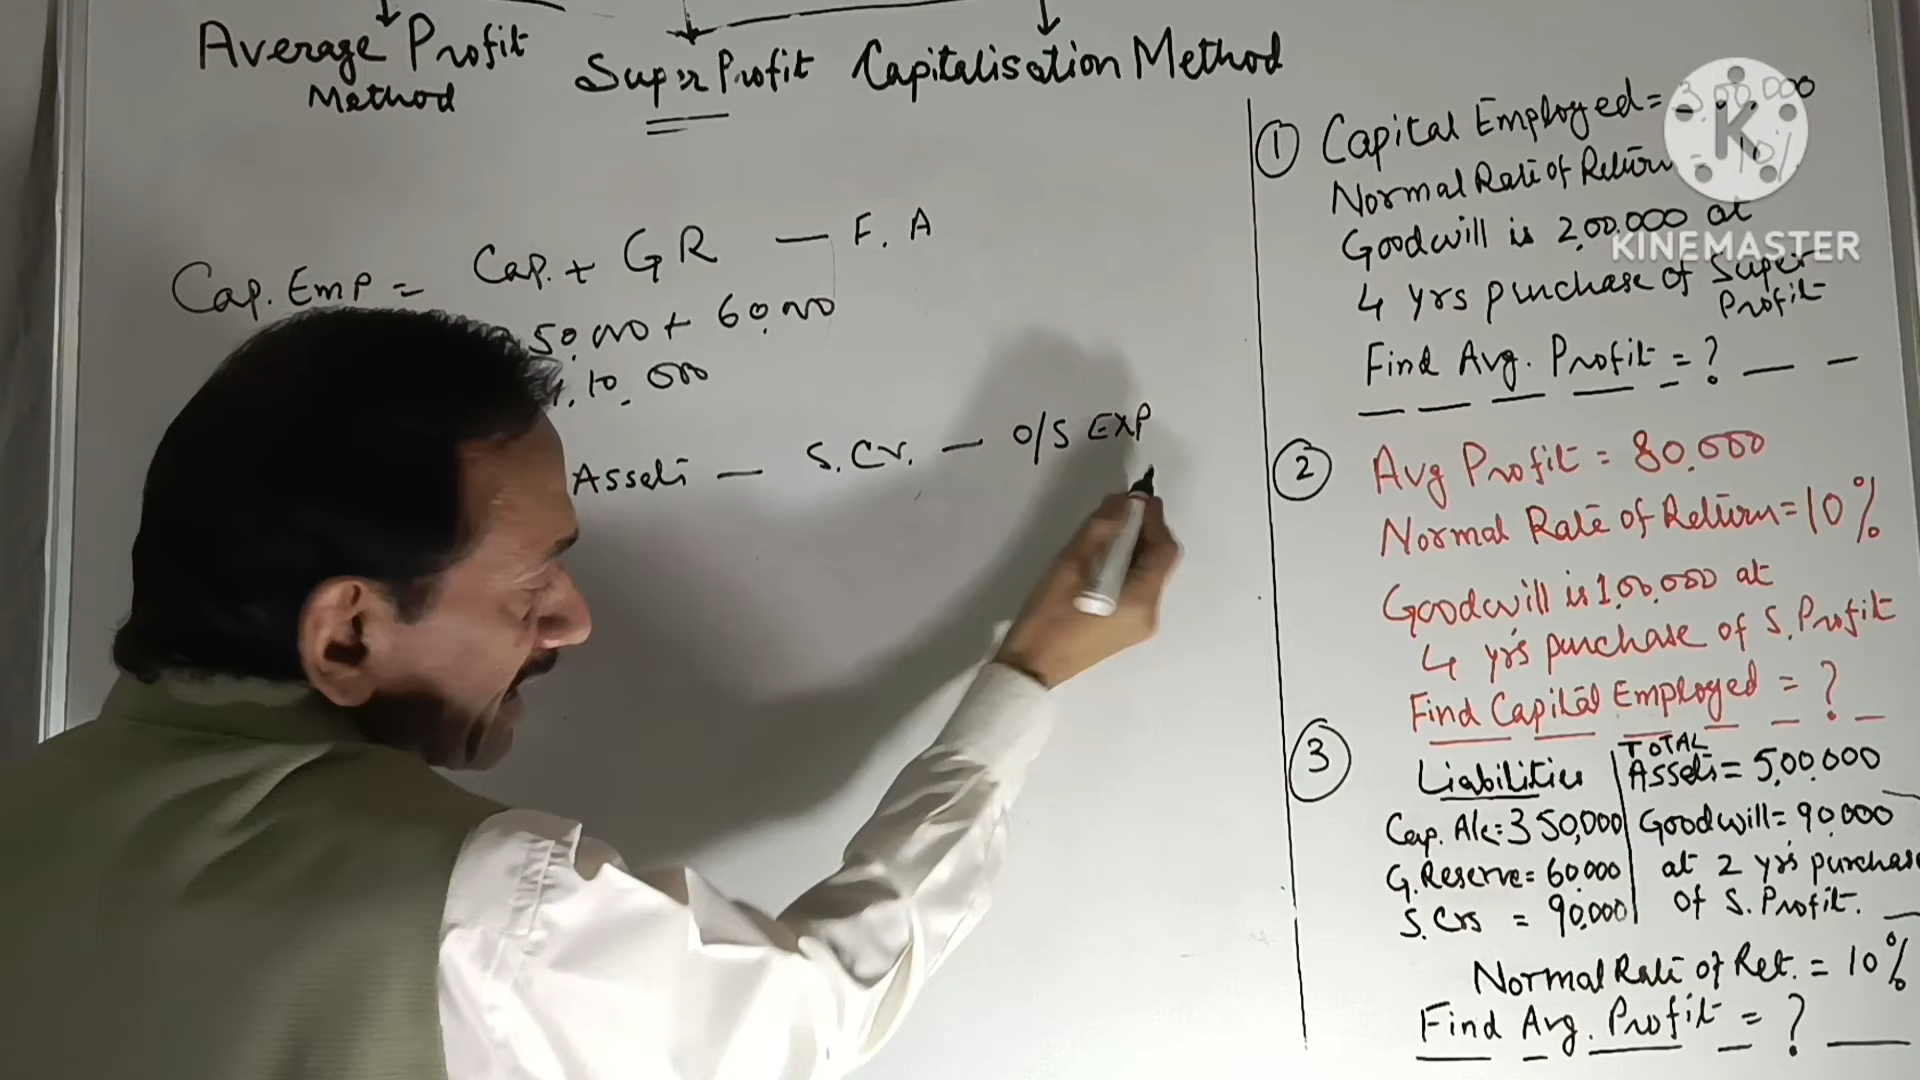 Average Profit
Method
Super Profit
Capitalisation Method
Cap. Emp = Cap. + GR — F. A
50,000 + 60,000
10,000
Assets — S. Cr. — O/S EXP
① Capital Employed =
Normal Rate of Return
Goodwill is 2,00,000 at
4 yrs purchase of Super
Profit
Find Avg. Profit = ?
② Avg Profit = 80,000
Normal Rate of Return = 10%
Goodwill is 1,00,000 at
4 yrs purchase of S. Profit
Find Capital Employed = ?
③ Liabilities
Cap. A/c = 350,000
G. Reserve = 60,000
S. Crs = 90,000
TOTAL
Assets = 5,00,000
Goodwill = 90,000
at 2 yrs purchase
of S. Profit.
Normal Rate of Ret. = 10%
Find Avg. Profit = ?
K
KINEMASTER